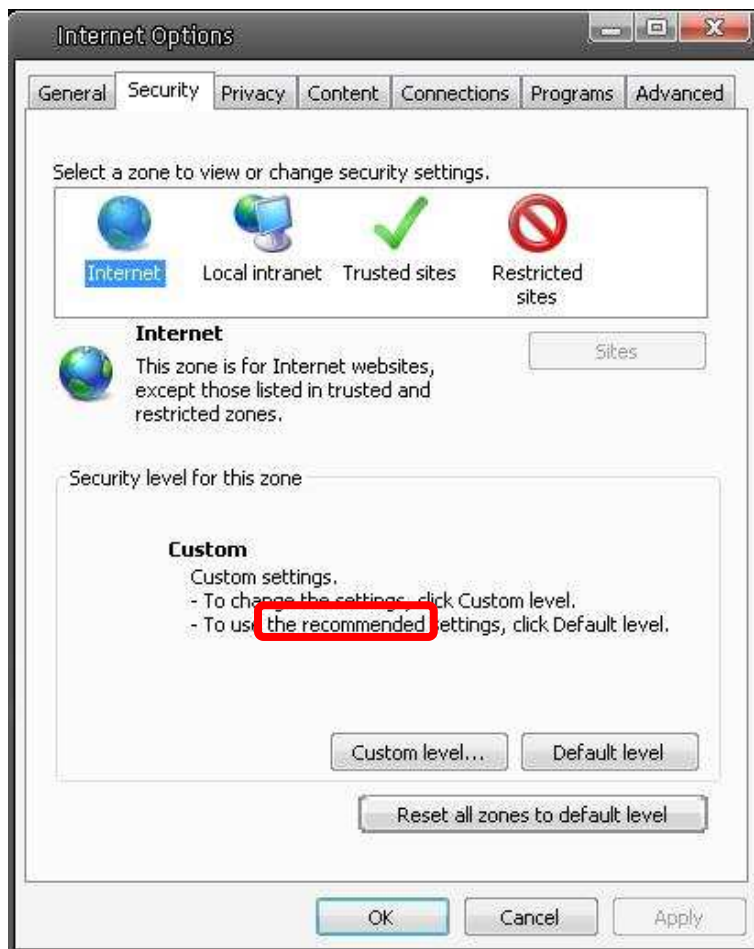 Internet Options
General Security Privacy Content Connections Programs Advanced
Select a zone to view or change security settings.
Internet Local intranet Trusted sites Restricted sites
Internet
Sites
This zone is for Internet websites,
except those listed in trusted and
restricted zones.
Security level for this zone
Custom
Custom settings.
- To change the settings, click Custom level.
- To use the recommended settings, click Default level.
Custom level... Default level
Reset all zones to default level
OK Cancel Apply